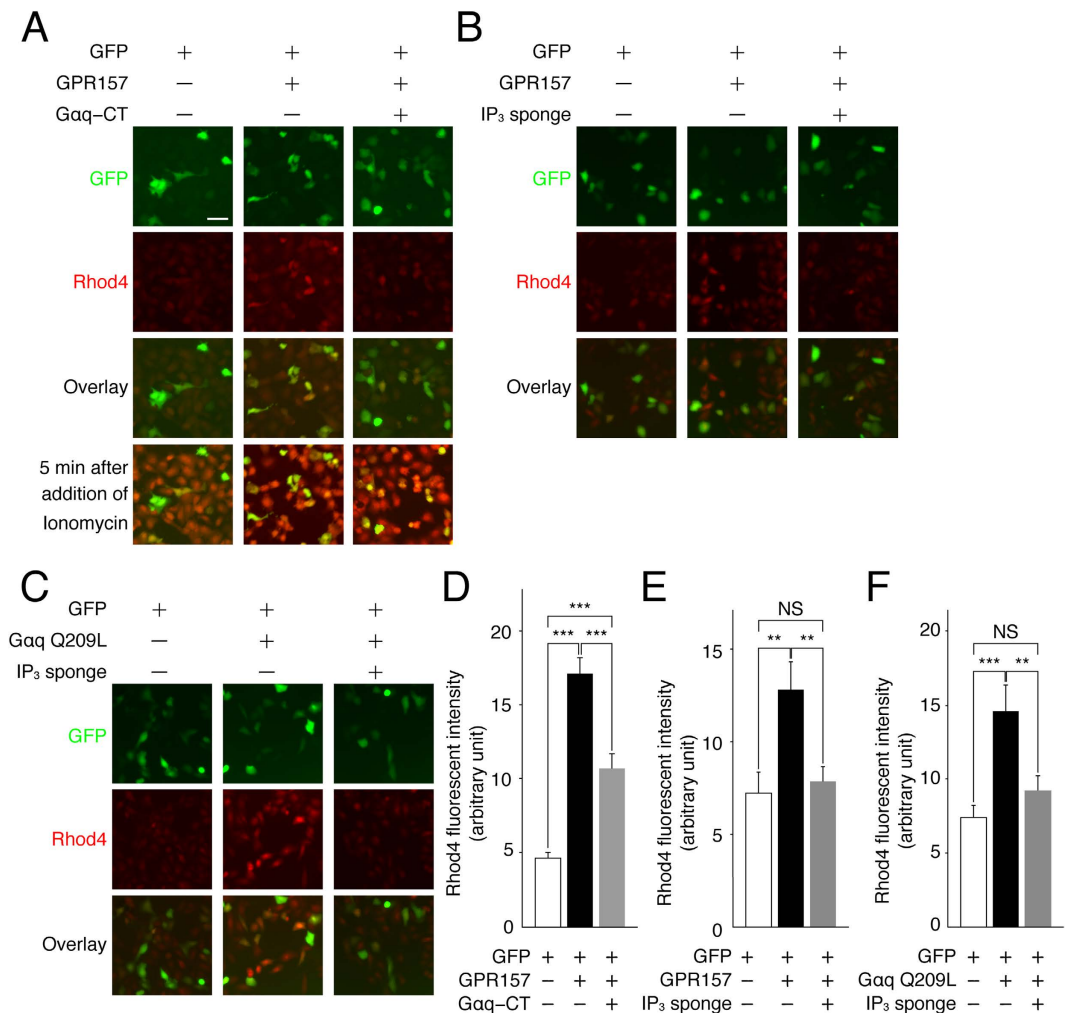 A
GFP + + +
GPR157 − + +
Gαq−CT − − +
GFP
Rhod4
Overlay
5 min after
addition of
Ionomycin
B
GFP + + +
GPR157 − + +
IP₃ sponge − − +
GFP
Rhod4
Overlay
C
GFP + + +
Gαq Q209L − + +
IP₃ sponge − − +
GFP
Rhod4
Overlay
D
Rhod4 fluorescent intensity
(arbitrary unit)
20
15
10
5
0
***
*** ***
GFP + + +
GPR157 − + +
Gαq−CT − − +
E
Rhod4 fluorescent intensity
(arbitrary unit)
15
12
5
0
NS
** **
GFP + + +
GPR157 − + +
IP₃ sponge − − +
F
Rhod4 fluorescent intensity
(arbitrary unit)
20
15
10
5
0
NS
*** **
GFP + + +
Gαq Q209L − + +
IP₃ sponge − − +